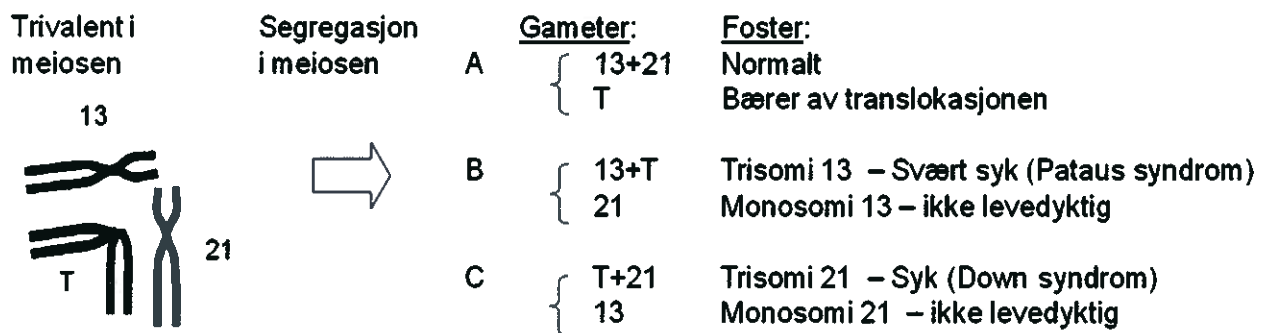 Trivalent i meiosen
Segregasjon i meiosen
Gameter:
Foster:
A
13+21 Normalt
T Bærer av translokasjonen
B
13+T Trisomi 13 – Svært syk (Pataus syndrom)
21 Monosomi 13 – ikke levedyktig
C
T+21 Trisomi 21 – Syk (Down syndrom)
13 Monosomi 21 – ikke levedyktig
13
21
T